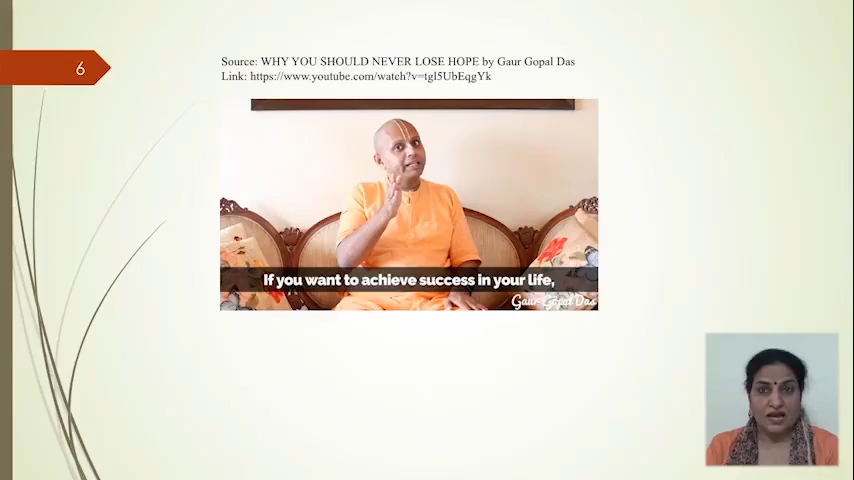 6
Source: WHY YOU SHOULD NEVER LOSE HOPE by Gaur Gopal Das
Link: https://www.youtube.com/watch?v=tgl5UbEqgYk
If you want to achieve success in your life,
Gaur Gopal Das